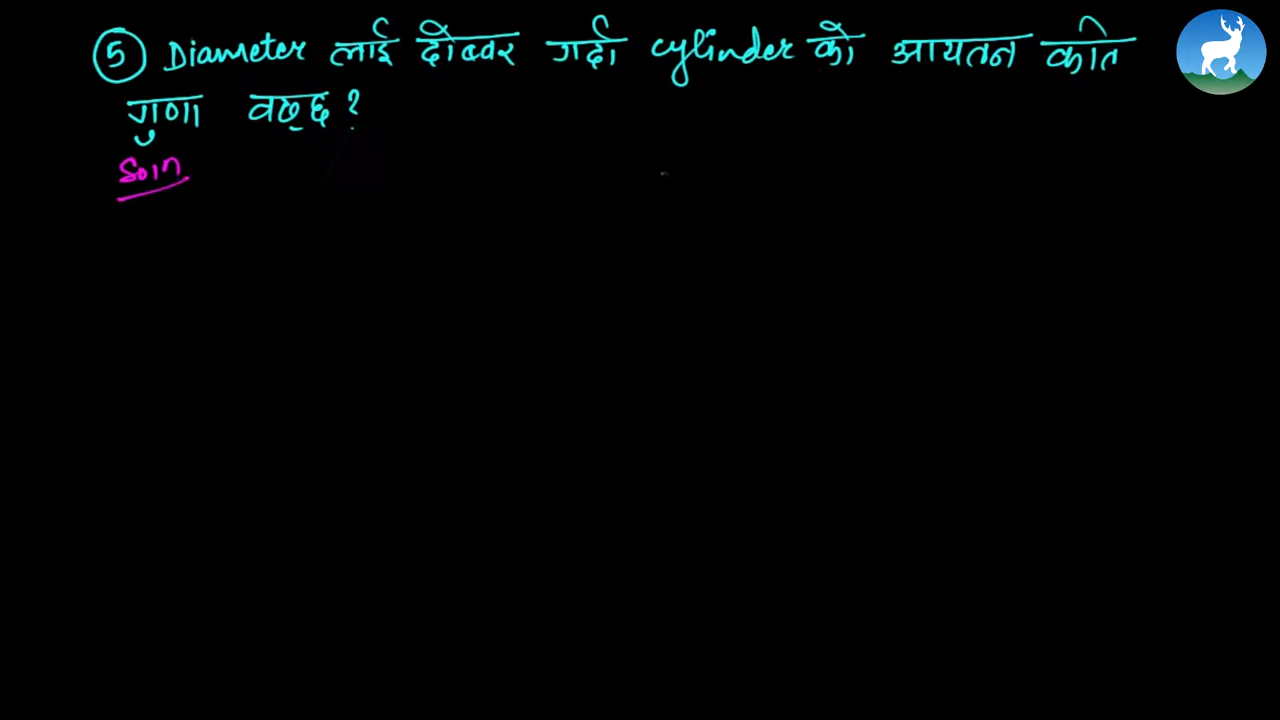 ⑤ Diameter लाई दोब्बर गर्दा cylinder को आयतन कति
गुणा बढ्छ ?
Soln